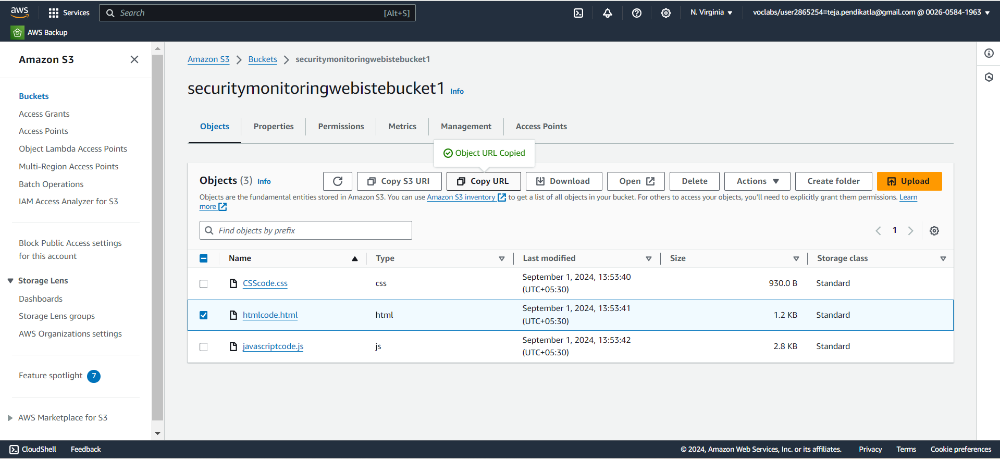 aws
Services
Search
[Alt+S]
N. Virginia
voclabs/user2865254=teja.pendikatla@gmail.com @ 0026-0584-1963
AWS Backup
Amazon S3
Buckets
Access Grants
Access Points
Object Lambda Access Points
Multi-Region Access Points
Batch Operations
IAM Access Analyzer for S3
Block Public Access settings
for this account
Storage Lens
Dashboards
Storage Lens groups
AWS Organizations settings
Feature spotlight 7
AWS Marketplace for S3
Amazon S3 > Buckets > securitymonitoringwebistebucket1
securitymonitoringwebistebucket1 Info
Objects Properties Permissions Metrics Management Access Points
Object URL Copied
Objects (3) Info
Copy S3 URI Copy URL Download Open Delete Actions Create folder Upload
Objects are the fundamental entities stored in Amazon S3. You can use Amazon S3 inventory to get a list of all objects in your bucket. For others to access your objects, you'll need to explicitly grant them permissions. Learn
more
Find objects by prefix
1
Name Type Last modified Size Storage class
CSScode.css css September 1, 2024, 13:53:40 930.0 B Standard
(UTC+05:30)
htmlcode.html html September 1, 2024, 13:53:41 1.2 KB Standard
(UTC+05:30)
javascriptcode.js js September 1, 2024, 13:53:42 2.8 KB Standard
(UTC+05:30)
CloudShell Feedback © 2024, Amazon Web Services, Inc. or its affiliates. Privacy Terms Cookie preferences